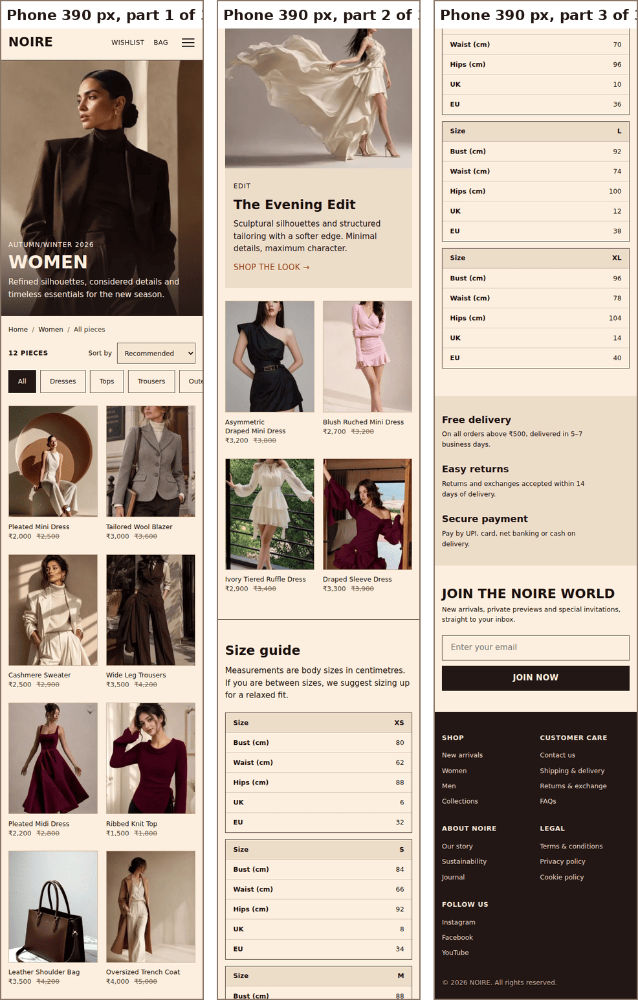 Phone 390 px, part 1 of
NOIRE
WISHLIST BAG
AUTUMN/WINTER 2026
WOMEN
Refined silhouettes, considered details and
timeless essentials for the new season.
Home / Women / All pieces
12 PIECES
Sort by Recommended
All Dresses Tops Trousers Oute
Pleated Mini Dress
₹2,000 ₹2,500
Tailored Wool Blazer
₹3,000 ₹3,600
Cashmere Sweater
₹2,500 ₹2,900
Wide Leg Trousers
₹3,500 ₹4,200
Pleated Midi Dress
₹2,200 ₹2,800
Ribbed Knit Top
₹1,500 ₹1,800
Leather Shoulder Bag
₹3,500 ₹4,200
Oversized Trench Coat
₹4,000 ₹5,000
Phone 390 px, part 2 of
EDIT
The Evening Edit
Sculptural silhouettes and structured
tailoring with a softer edge. Minimal
details, maximum character.
SHOP THE LOOK →
Asymmetric
Draped Mini Dress
₹3,200 ₹3,800
Blush Ruched Mini Dress
₹2,700 ₹3,200
Ivory Tiered Ruffle Dress
₹2,900 ₹3,400
Draped Sleeve Dress
₹3,300 ₹3,900
Size guide
Measurements are body sizes in centimetres.
If you are between sizes, we suggest sizing up
for a relaxed fit.
Size XS
Bust (cm) 80
Waist (cm) 62
Hips (cm) 88
UK 6
EU 32
Size S
Bust (cm) 84
Waist (cm) 66
Hips (cm) 92
UK 8
EU 34
Size M
Bust (cm) 88
Phone 390 px, part 3 of
Waist (cm) 70
Hips (cm) 96
UK 10
EU 36
Size L
Bust (cm) 92
Waist (cm) 74
Hips (cm) 100
UK 12
EU 38
Size XL
Bust (cm) 96
Waist (cm) 78
Hips (cm) 104
UK 14
EU 40
Free delivery
On all orders above ₹500, delivered in 5–7
business days.
Easy returns
Returns and exchanges accepted within 14
days of delivery.
Secure payment
Pay by UPI, card, net banking or cash on
delivery.
JOIN THE NOIRE WORLD
New arrivals, private previews and special invitations,
straight to your inbox.
Enter your email
JOIN NOW
SHOP
New arrivals
Women
Men
Collections
CUSTOMER CARE
Contact us
Shipping & delivery
Returns & exchange
FAQs
ABOUT NOIRE
Our story
Sustainability
Journal
LEGAL
Terms & conditions
Privacy policy
Cookie policy
FOLLOW US
Instagram
Facebook
YouTube
© 2026 NOIRE. All rights reserved.